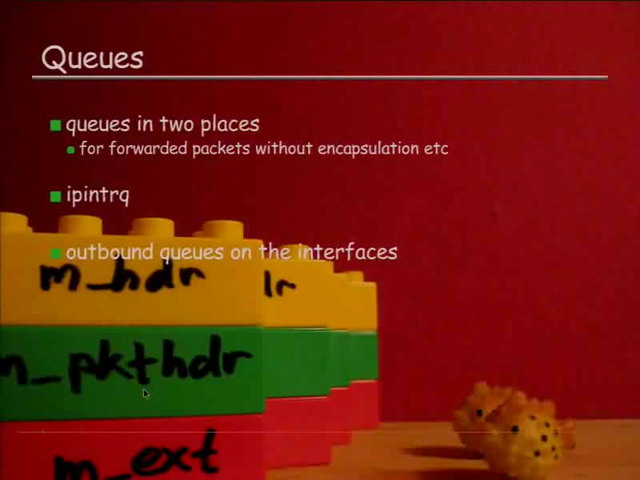 Queues
queues in two places
for forwarded packets without encapsulation etc
ipintrq
outbound queues on the interfaces
m_hdr
lr
m_pkthdr
m_ext